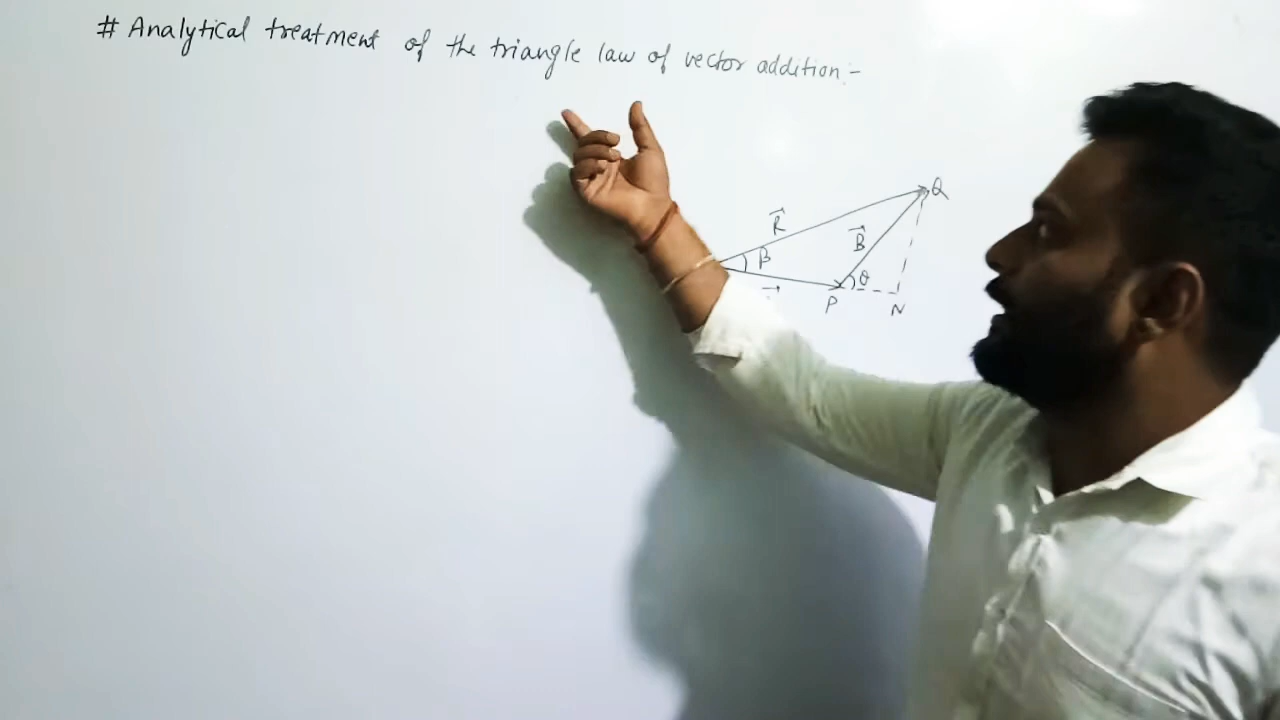 # Analytical treatment of the triangle law of vector addition:-
Q
R
B
β
θ
P
N